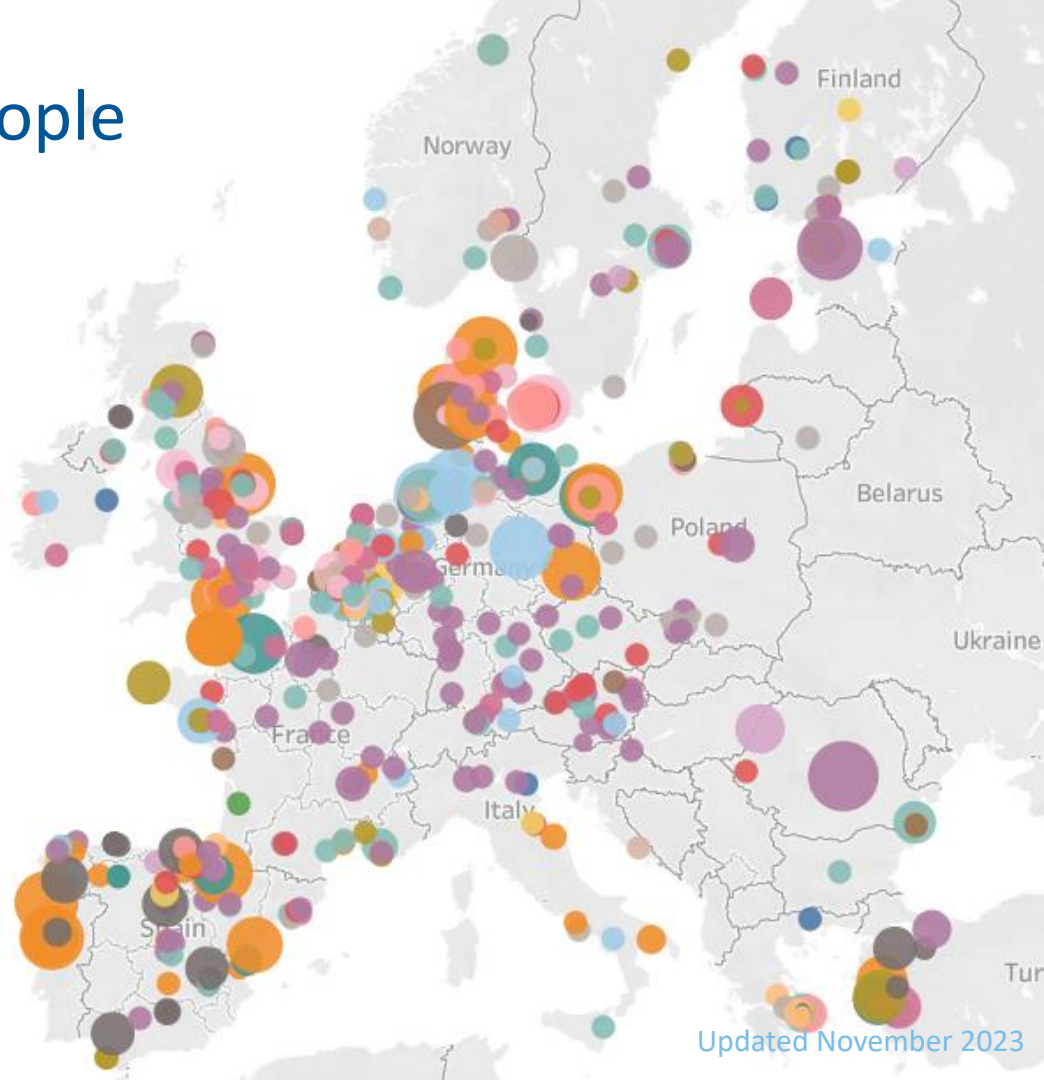 ople
Finland
Norway
Belarus
Poland
Germany
Ukraine
France
Italy
Spain
Tur
Updated November 2023